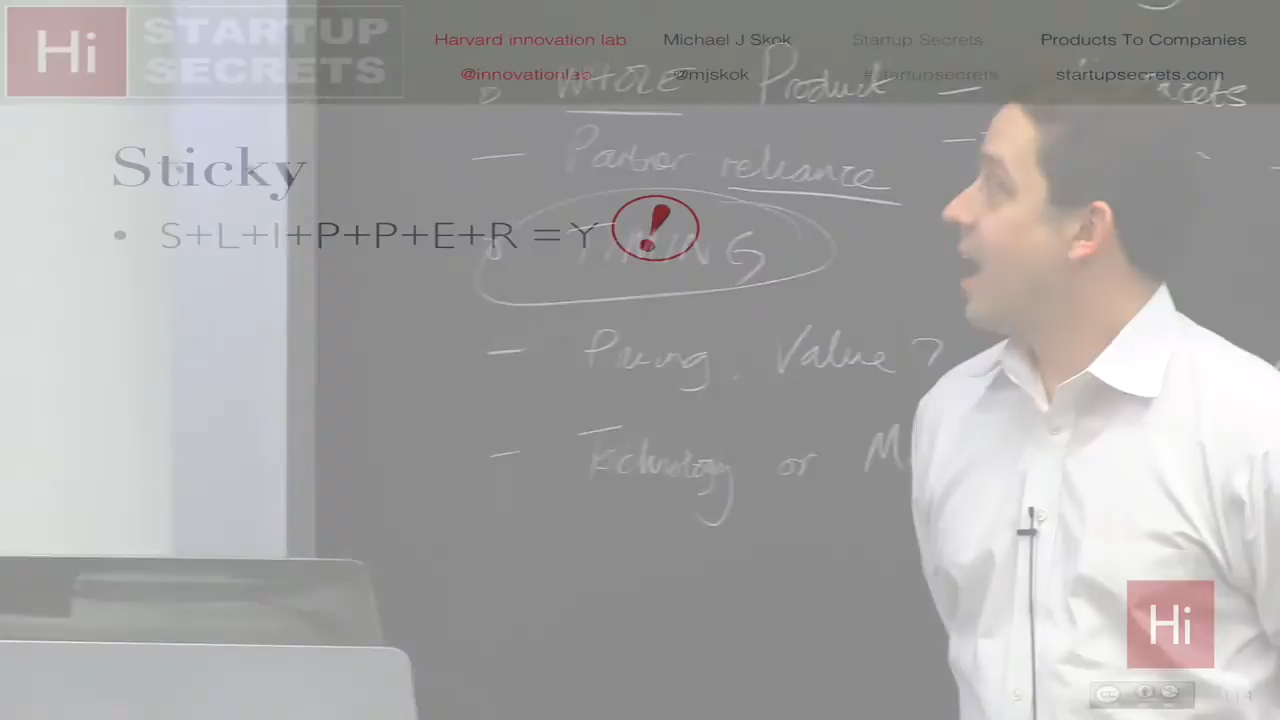 Hi
STARTUP
SECRETS
Harvard innovation lab Michael J Skok Startup Secrets Products To Companies
@innovationlab @mjskok #startupsecrets startupsecrets.com
WHOLE Product –
– Partner reliance –
Sticky
• S+L+I+P+P+E+R = Y !
TIMING
– Pricing. Value ?
– Technology or M
Hi